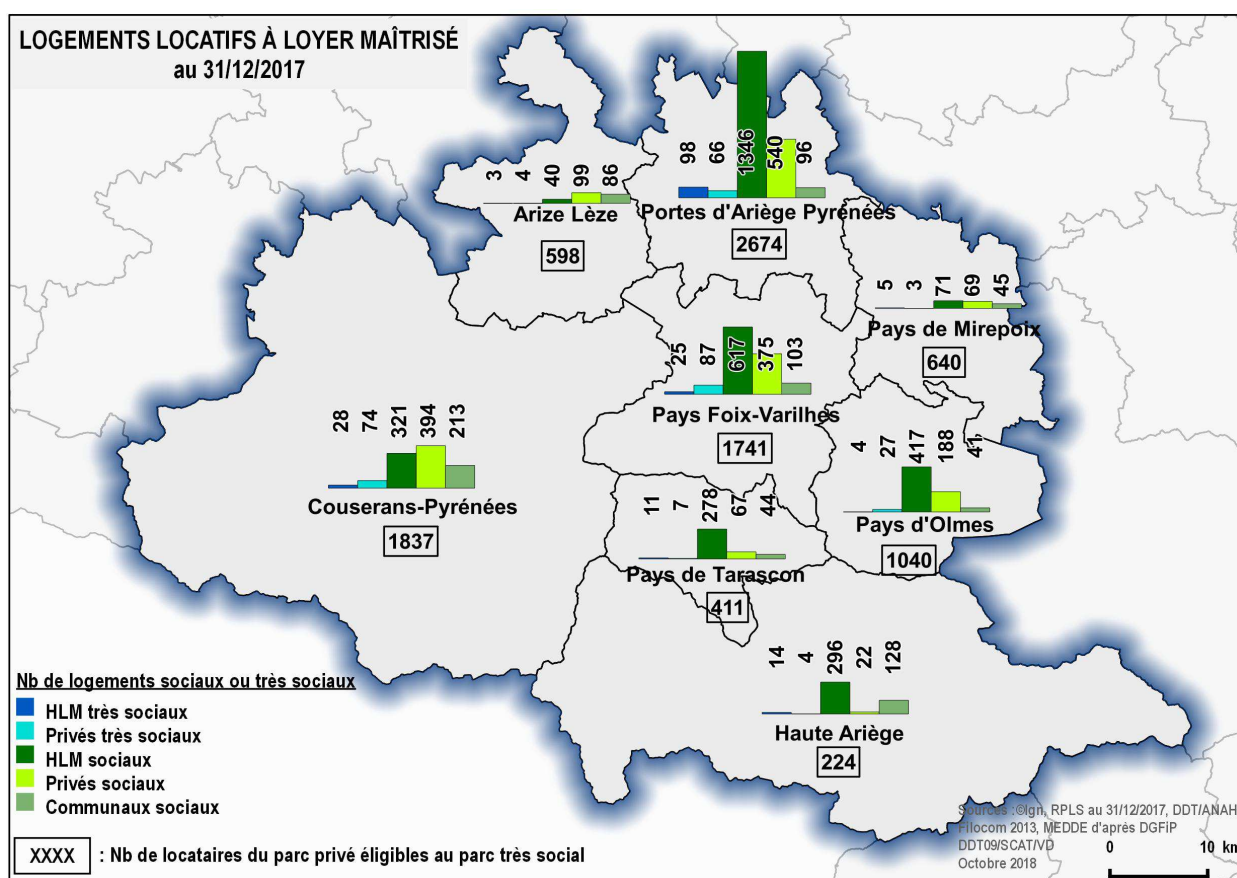 LOGEMENTS LOCATIFS À LOYER MAÎTRISÉ
au 31/12/2017
98 66 1346 540 96
Portes d'Ariège Pyrénées
2674
3 4 40 99 86
Arize Lèze
598
5 3 71 69 45
Pays de Mirepoix
640
25 87 617 375 103
Pays Foix-Varilhes
1741
28 74 321 394 213
Couserans-Pyrénées
1837
4 27 417 188 41
Pays d'Olmes
1040
11 7 278 67 44
Pays de Tarascon
411
14 4 296 22 128
Haute Ariège
224
Nb de logements sociaux ou très sociaux
HLM très sociaux
Privés très sociaux
HLM sociaux
Privés sociaux
Communaux sociaux
XXXX : Nb de locataires du parc privé éligibles au parc très social
Sources : ©Ign, RPLS au 31/12/2017, DDT/ANAH
Filocom 2013, MEDDE d'après DGFiP
DDT09/SCAT/VD
Octobre 2018
0 10 km